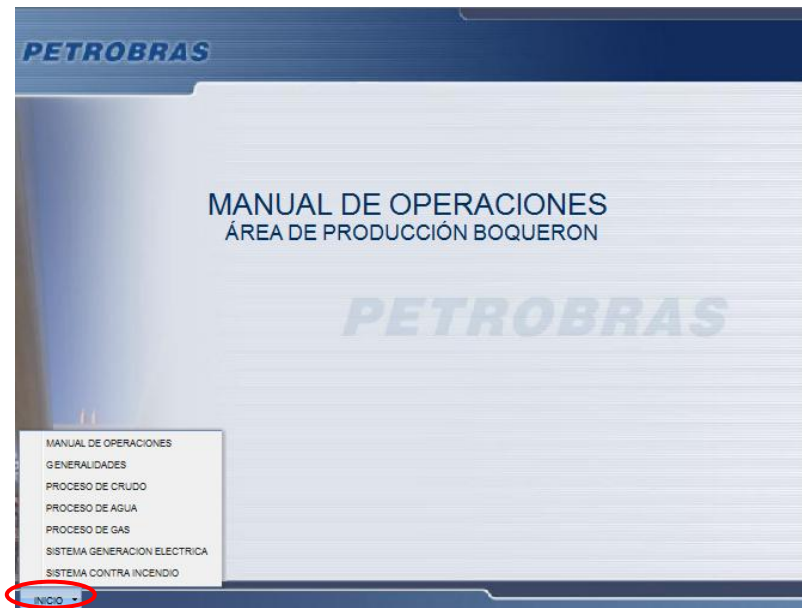 PETROBRAS
MANUAL DE OPERACIONES
ÁREA DE PRODUCCIÓN BOQUERON
PETROBRAS
MANUAL DE OPERACIONES
GENERALIDADES
PROCESO DE CRUDO
PROCESO DE AGUA
PROCESO DE GAS
SISTEMA GENERACION ELECTRICA
SISTEMA CONTRA INCENDIO
INICIO